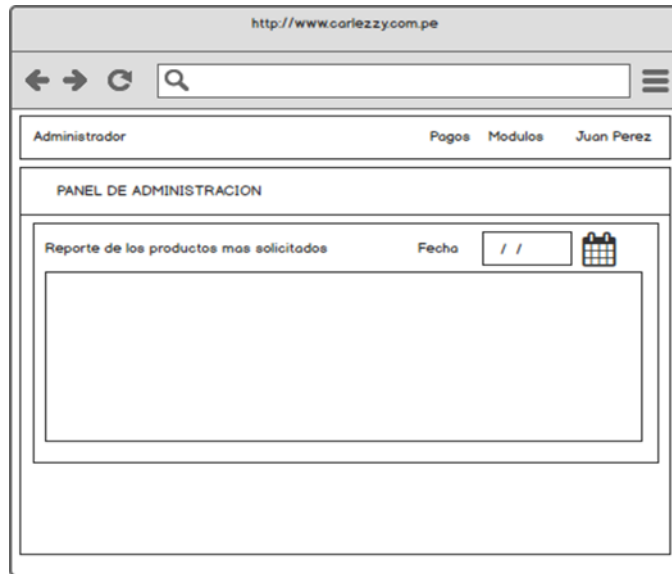 http://www.carlezzy.com.pe
Administrador Pagos Modulos Juan Perez
PANEL DE ADMINISTRACION
Reporte de los productos mas solicitados Fecha / /